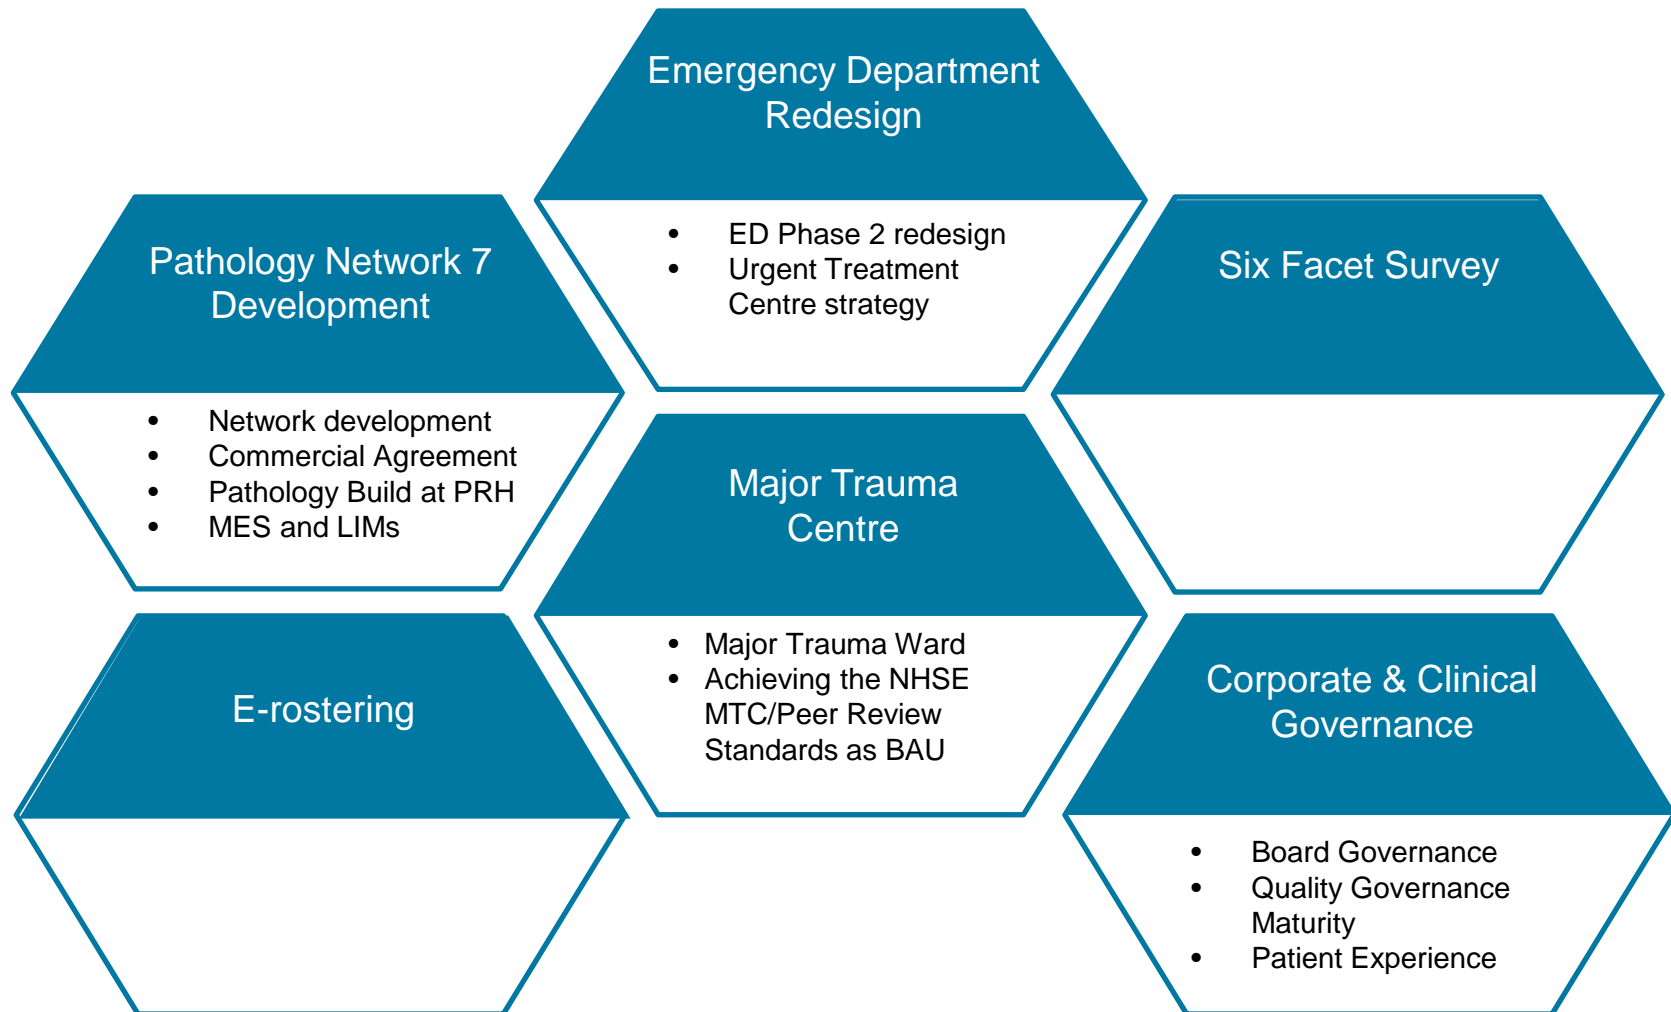 Emergency Department
Redesign
• ED Phase 2 redesign
• Urgent Treatment
Centre strategy
Pathology Network 7
Development
• Network development
• Commercial Agreement
• Pathology Build at PRH
• MES and LIMs
Six Facet Survey
Major Trauma
Centre
• Major Trauma Ward
• Achieving the NHSE
MTC/Peer Review
Standards as BAU
E-rostering
Corporate & Clinical
Governance
• Board Governance
• Quality Governance
Maturity
• Patient Experience